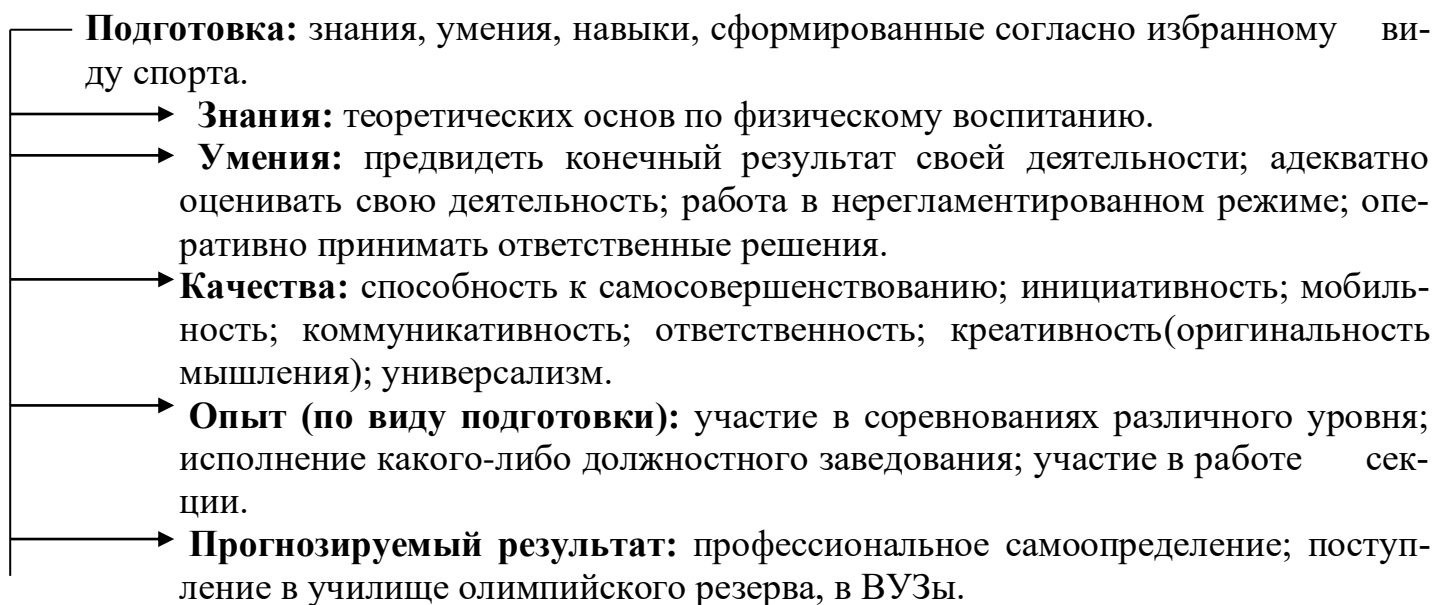 Подготовка: знания, умения, навыки, сформированные согласно избранному ви-
ду спорта.
Знания: теоретических основ по физическому воспитанию.
Умения: предвидеть конечный результат своей деятельности; адекватно
оценивать свою деятельность; работа в нерегламентированном режиме; опе-
ративно принимать ответственные решения.
Качества: способность к самосовершенствованию; инициативность; мобиль-
ность; коммуникативность; ответственность; креативность(оригинальность
мышления); универсализм.
Опыт (по виду подготовки): участие в соревнованиях различного уровня;
исполнение какого-либо должностного заведования; участие в работе сек-
ции.
Прогнозируемый результат: профессиональное самоопределение; поступ-
ление в училище олимпийского резерва, в ВУЗы.